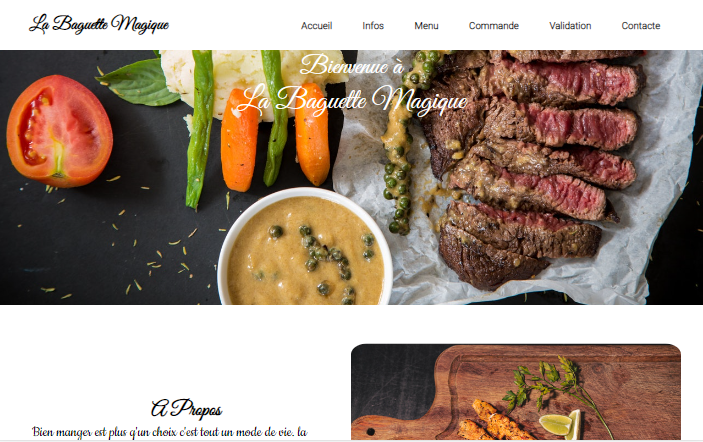 La Baguette Magique
Accueil Infos Menu Commande Validation Contacte
Bienvenue à
La Baguette Magique
A Propos
Bien manger est plus q'un choix c'est tout un mode de vie. la